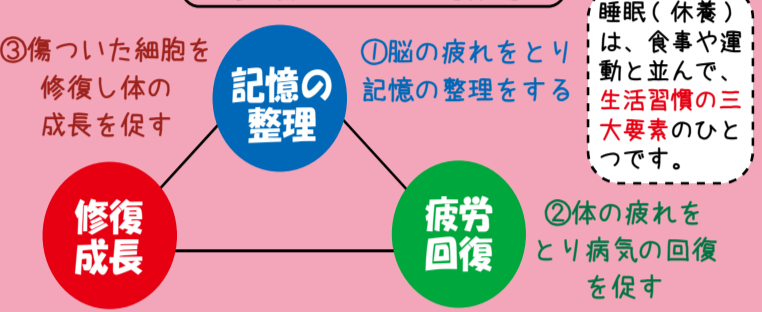 ③傷ついた細胞を
修復し体の
成長を促す
記憶の
整理
①脳の疲れをとり
記憶の整理をする
睡眠(休養)
は、食事や運
動と並んで、
生活習慣の三
大要素のひと
つです。
修復
成長
疲労
回復
②体の疲れを
とり病気の回復
を促す